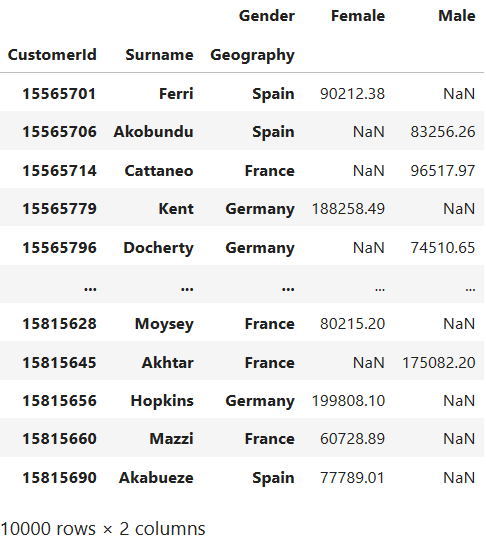 Gender Female Male
CustomerId Surname Geography
15565701 Ferri Spain 90212.38 NaN
15565706 Akobundu Spain NaN 83256.26
15565714 Cattaneo France NaN 96517.97
15565779 Kent Germany 188258.49 NaN
15565796 Docherty Germany NaN 74510.65
... ... ... ... ...
15815628 Moysey France 80215.20 NaN
15815645 Akhtar France NaN 175082.20
15815656 Hopkins Germany 199808.10 NaN
15815660 Mazzi France 60728.89 NaN
15815690 Akabueze Spain 77789.01 NaN
10000 rows × 2 columns